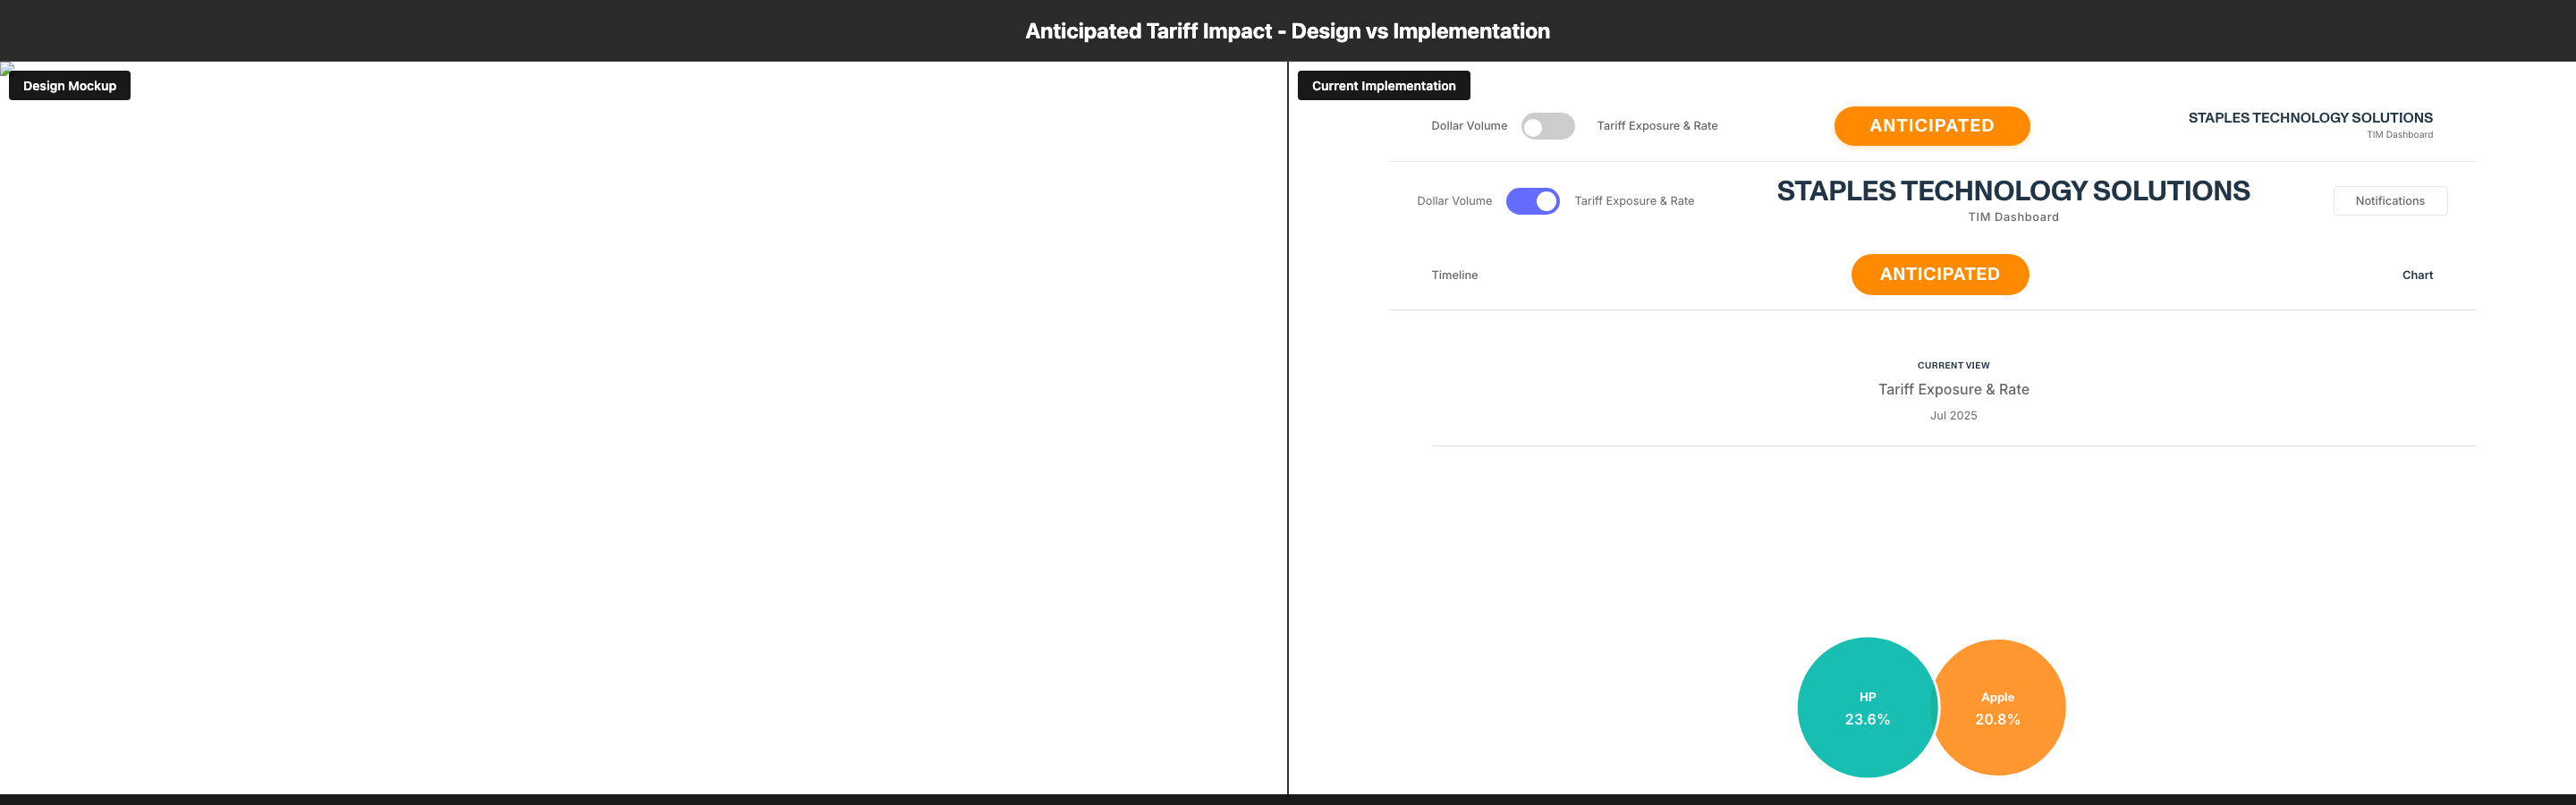 Anticipated Tariff Impact - Design vs Implementation
Design Mockup
Current Implementation
Dollar Volume
Tariff Exposure & Rate
ANTICIPATED
STAPLES TECHNOLOGY SOLUTIONS
TIM Dashboard
Dollar Volume
Tariff Exposure & Rate
STAPLES TECHNOLOGY SOLUTIONS
TIM Dashboard
Notifications
Timeline
ANTICIPATED
Chart
CURRENT VIEW
Tariff Exposure & Rate
Jul 2025
HP
23.6%
Apple
20.8%